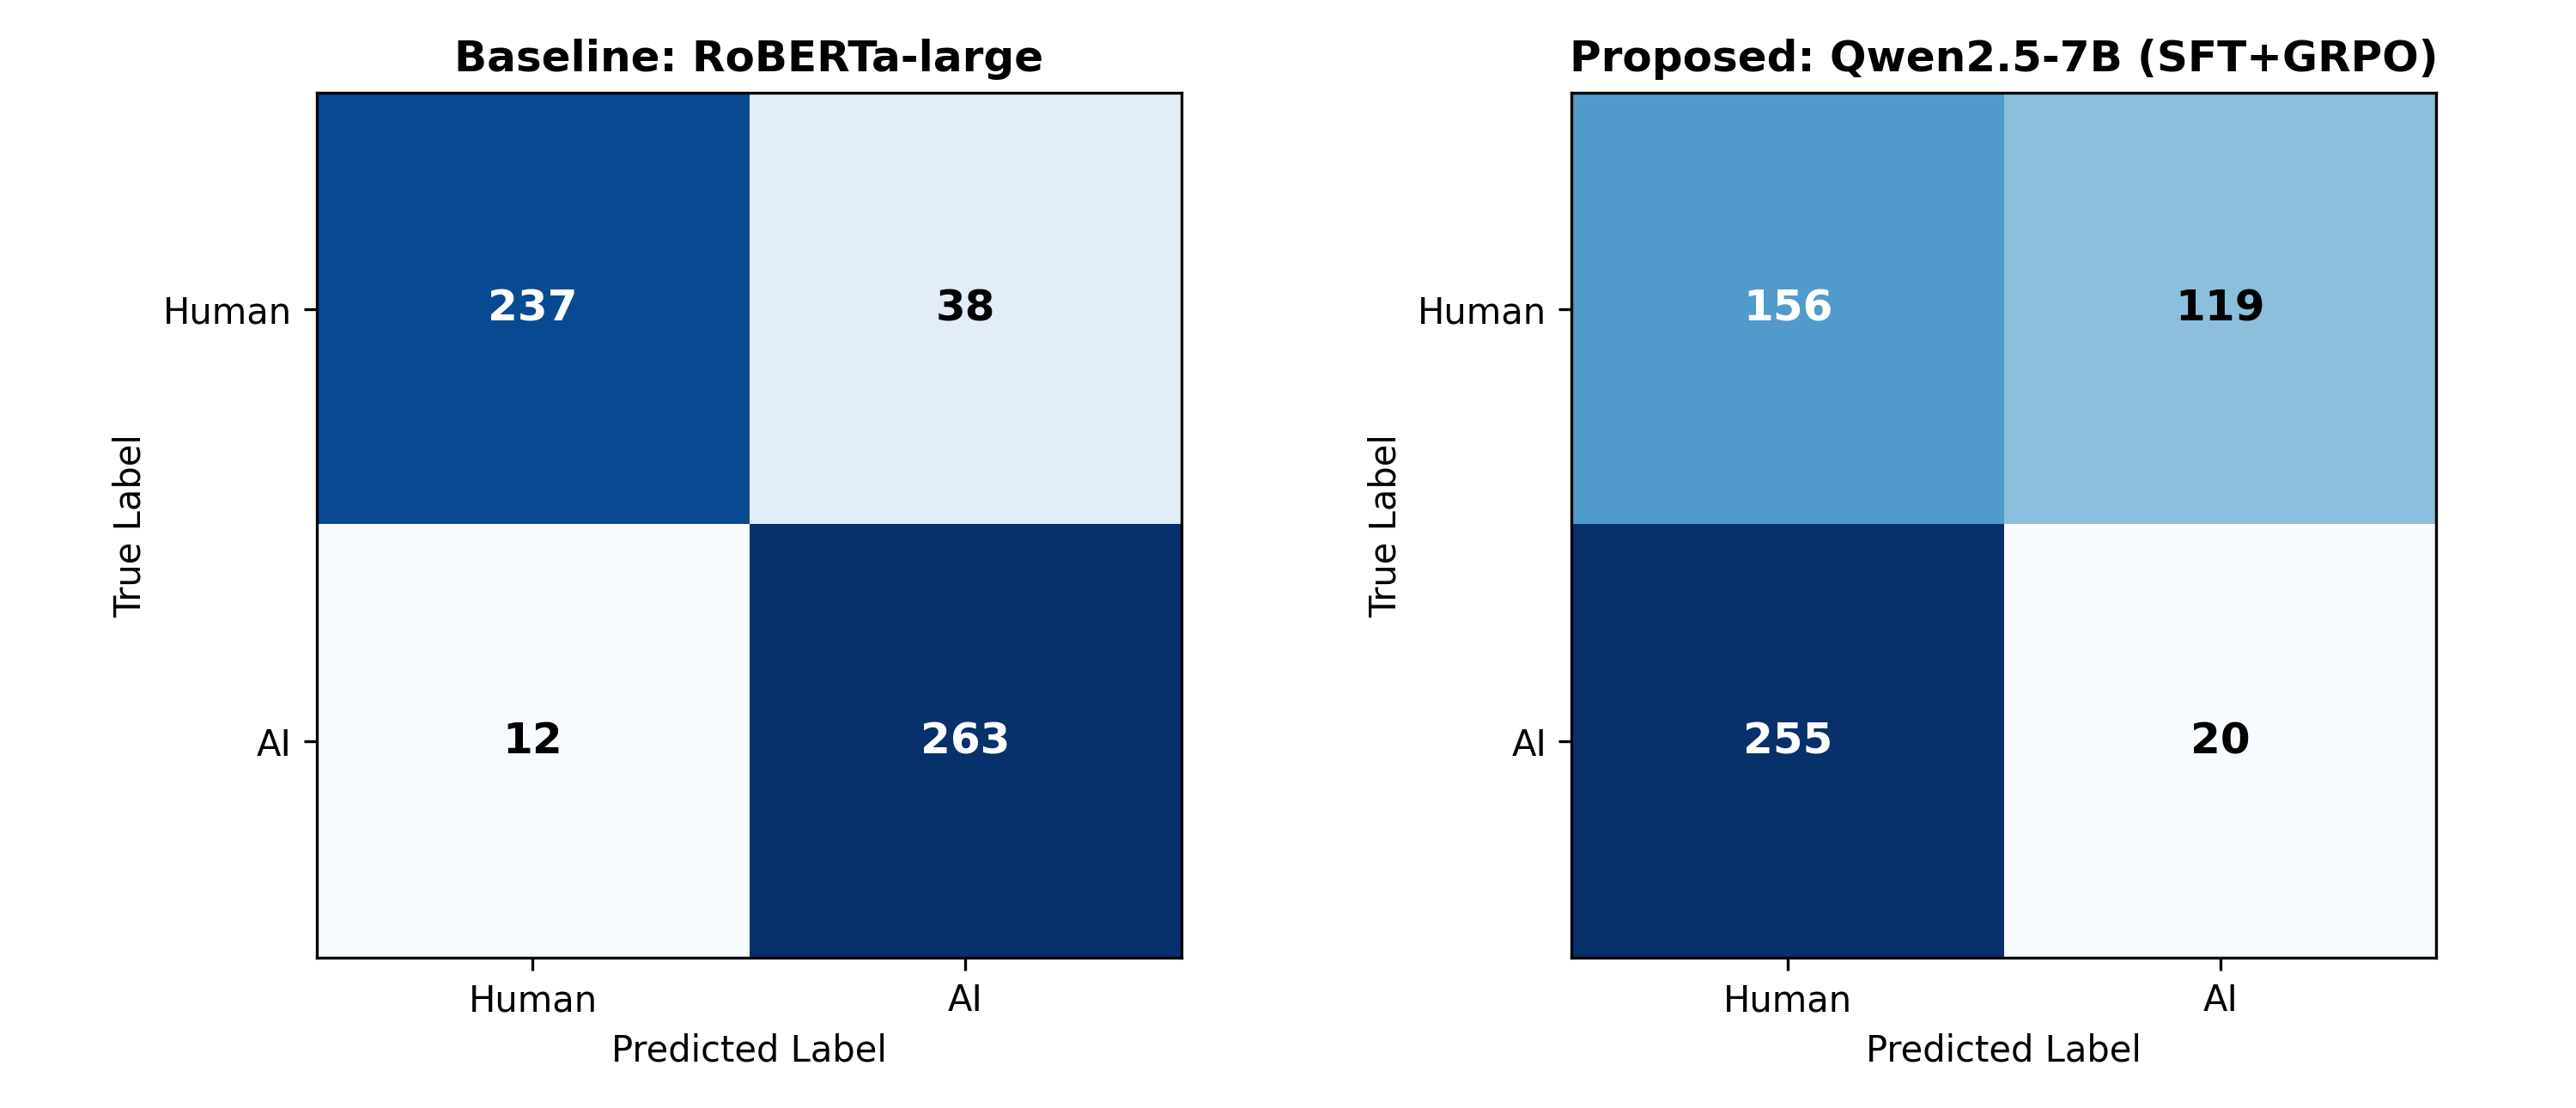 Baseline: RoBERTa-large
237
38
12
263
Human
AI
True Label
Human
AI
Predicted Label
Proposed: Qwen2.5-7B (SFT+GRPO)
156
119
255
20
Human
AI
True Label
Human
AI
Predicted Label